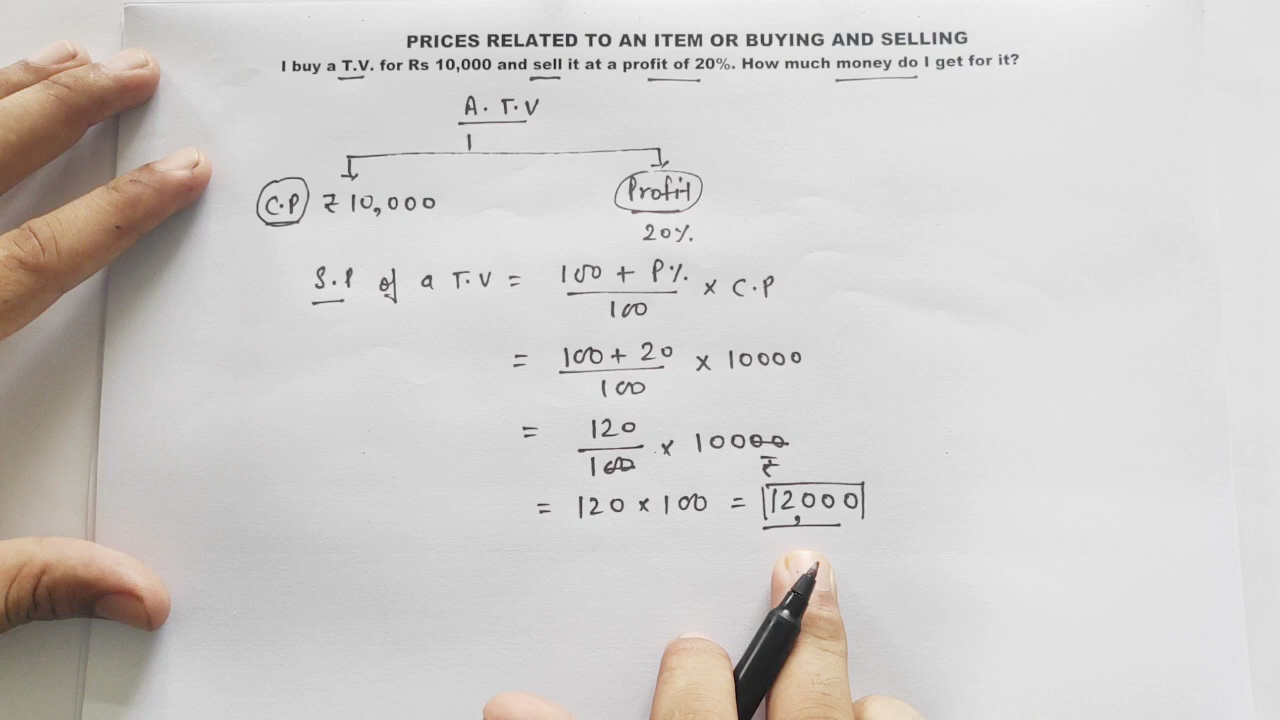 PRICES RELATED TO AN ITEM OR BUYING AND SELLING
I buy a T.V. for Rs 10,000 and sell it at a profit of 20%. How much money do I get for it?
A. T.V
C.P ₹ 10,000 Profit
20%
S.P of a T.V = 100 + P% / 100 × C.P
= 100 + 20 / 100 × 10000
= 120 / 100 × 10000
= 120 × 100 = ₹ 12,000